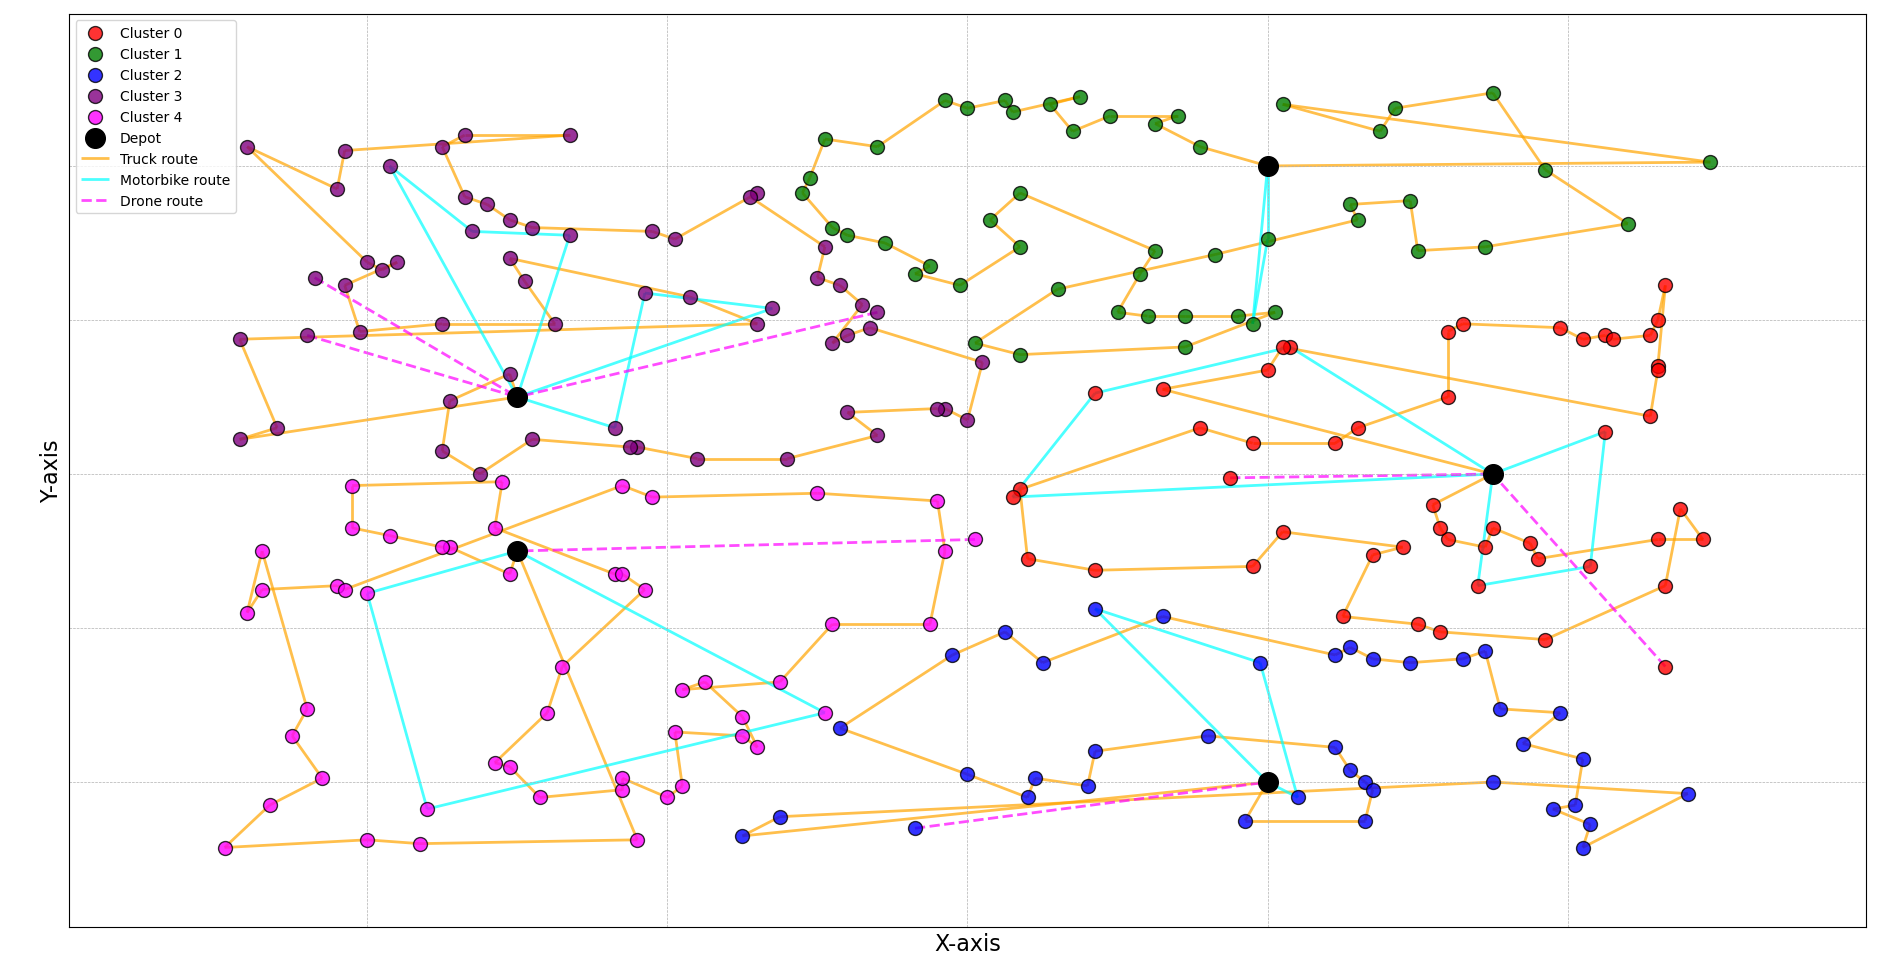 Cluster 0
Cluster 1
Cluster 2
Cluster 3
Cluster 4
Depot
Truck route
Motorbike route
Drone route
Y-axis
X-axis